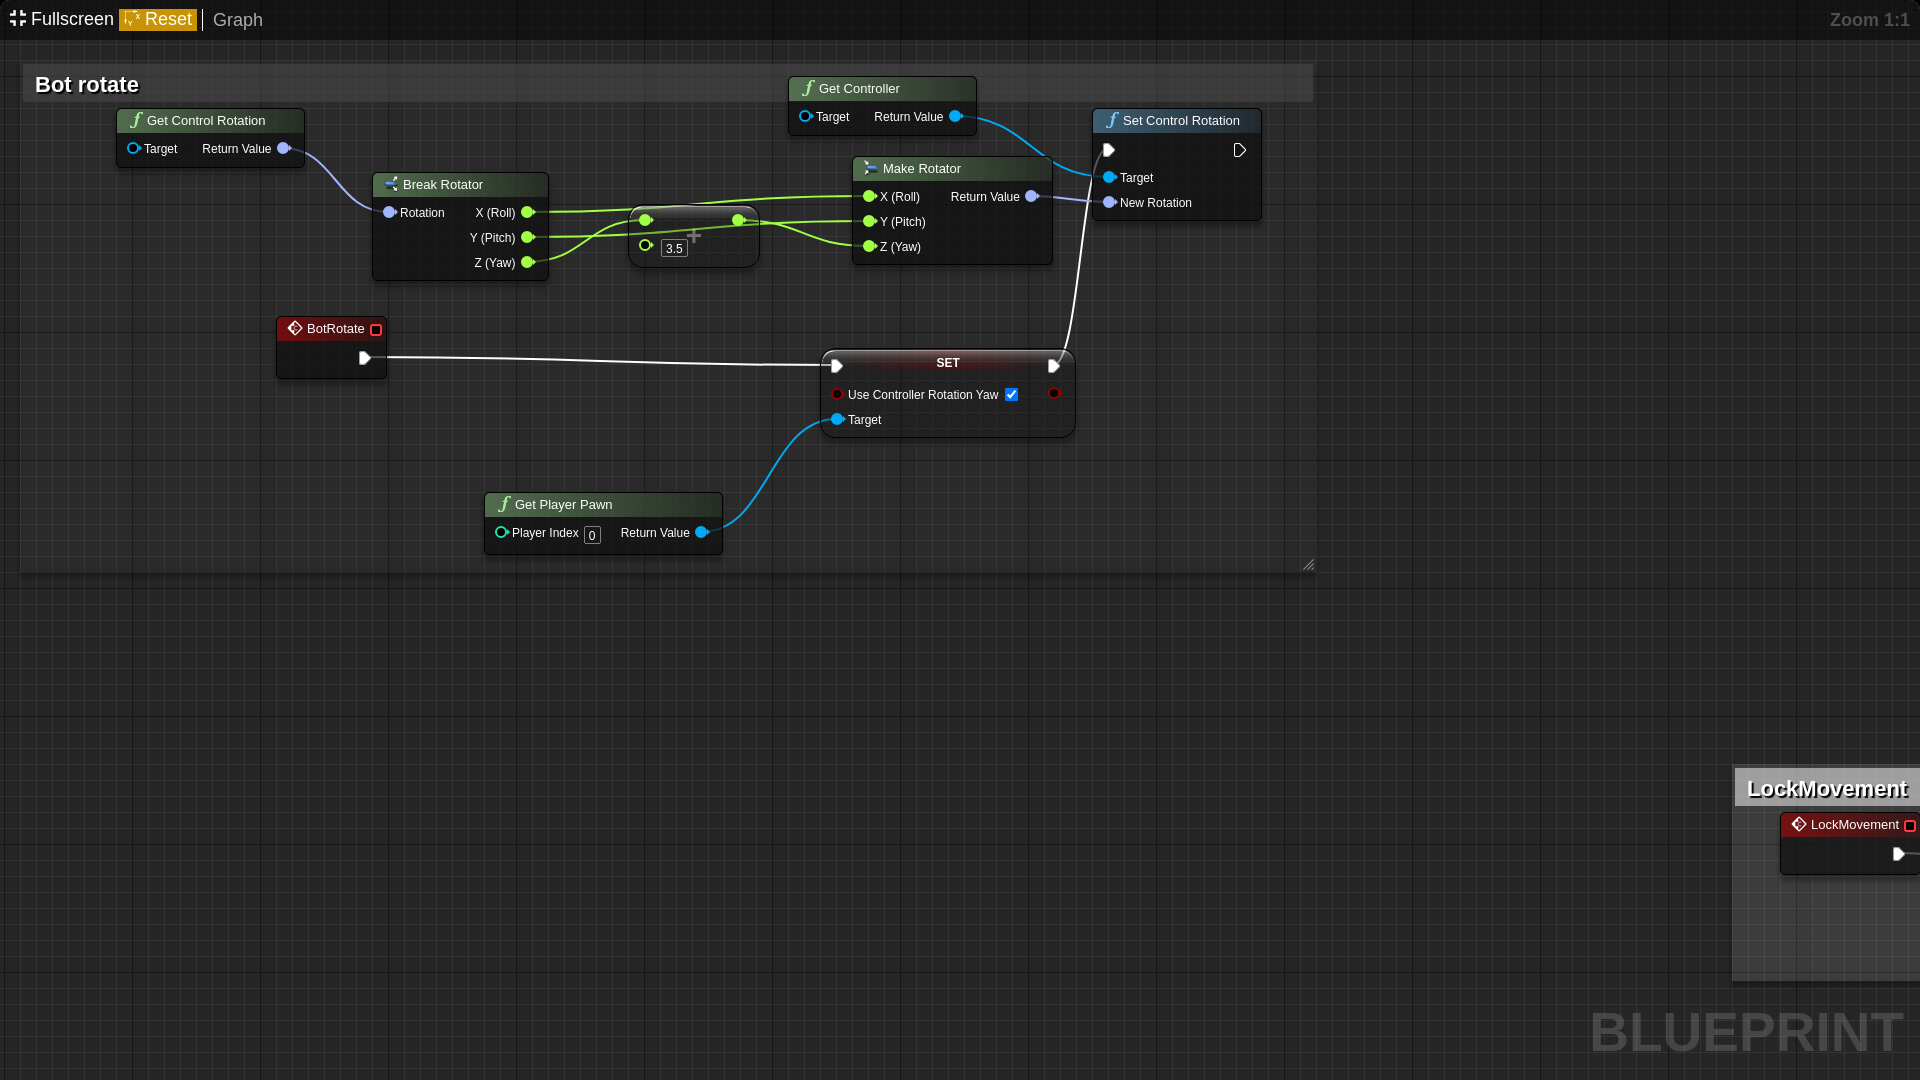 Fullscreen Reset Graph Zoom 1:1
Bot rotate
Get Controller
Target Return Value
Get Control Rotation
Target Return Value
Set Control Rotation
Target
New Rotation
Make Rotator
X (Roll) Return Value
Y (Pitch)
Z (Yaw)
Break Rotator
Rotation X (Roll)
Y (Pitch)
Z (Yaw)
+
3.5
BotRotate
SET
Use Controller Rotation Yaw
Target
Get Player Pawn
Player Index 0 Return Value
LockMovement
LockMovement
BLUEPRINT